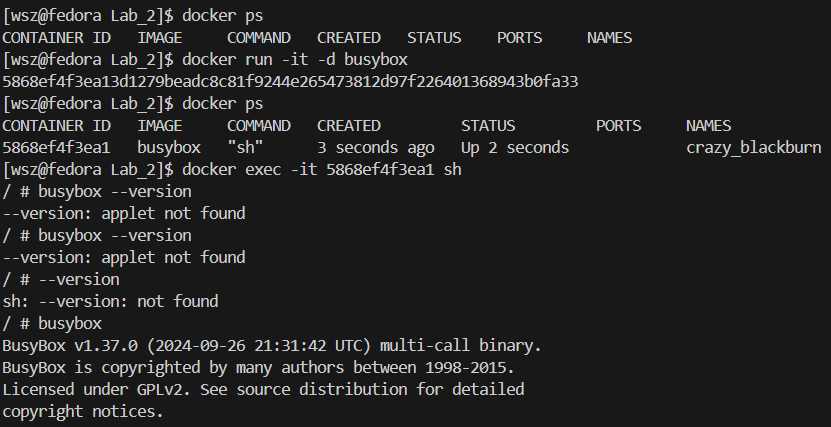 [wsz@fedora Lab_2]$ docker ps
CONTAINER ID   IMAGE     COMMAND   CREATED   STATUS    PORTS     NAMES
[wsz@fedora Lab_2]$ docker run -it -d busybox
5868ef4f3ea13d1279beadc8c81f9244e265473812d97f226401368943b0fa33
[wsz@fedora Lab_2]$ docker ps
CONTAINER ID   IMAGE     COMMAND   CREATED         STATUS         PORTS     NAMES
5868ef4f3ea1   busybox   "sh"      3 seconds ago   Up 2 seconds             crazy_blackburn
[wsz@fedora Lab_2]$ docker exec -it 5868ef4f3ea1 sh
/ # busybox --version
--version: applet not found
/ # busybox --version
--version: applet not found
/ # --version
sh: --version: not found
/ # busybox
BusyBox v1.37.0 (2024-09-26 21:31:42 UTC) multi-call binary.
BusyBox is copyrighted by many authors between 1998-2015.
Licensed under GPLv2. See source distribution for detailed
copyright notices.